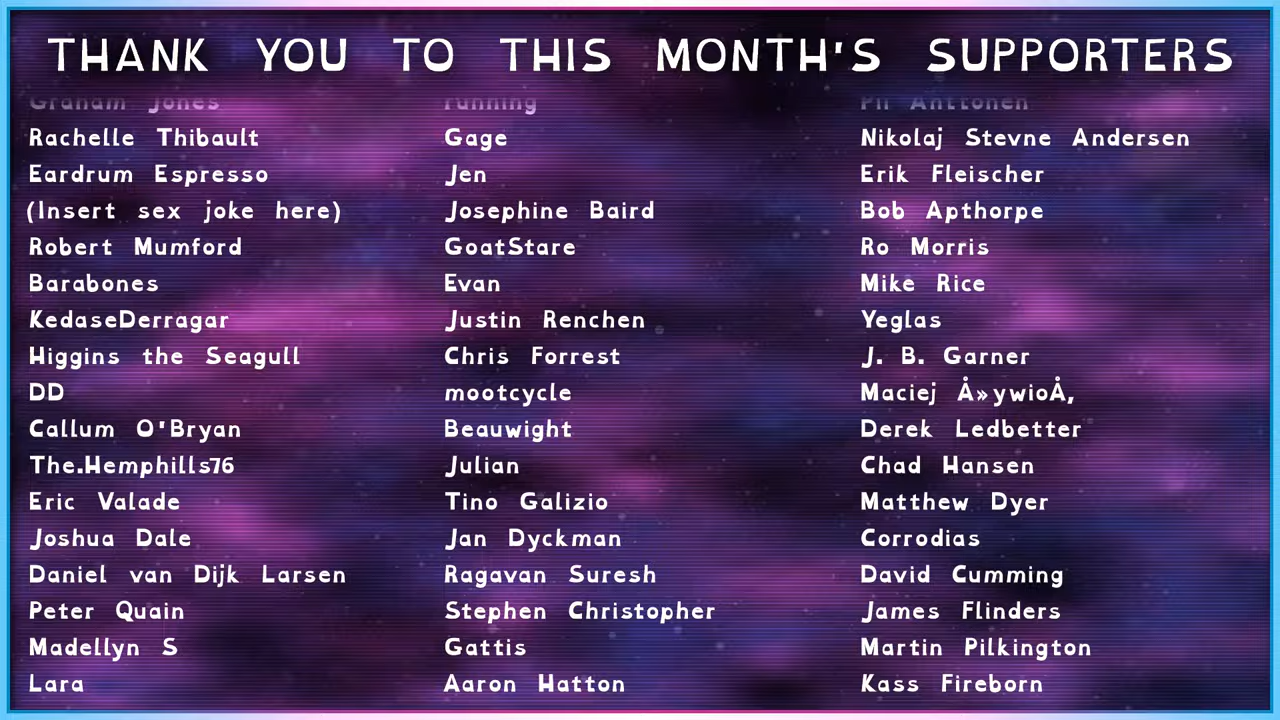 THANK YOU TO THIS MONTH'S SUPPORTERS
Graham Jones
Rachelle Thibault
Eardrum Espresso
(Insert sex joke here)
Robert Mumford
Barabones
KedaseDerragar
Higgins the Seagull
DD
Callum O'Bryan
The.Hemphills76
Eric Valade
Joshua Dale
Daniel van Dijk Larsen
Peter Quain
Madellyn S
Lara
running
Gage
Jen
Josephine Baird
GoatStare
Evan
Justin Renchen
Chris Forrest
mootcycle
Beauwight
Julian
Tino Galizio
Jan Dyckman
Ragavan Suresh
Stephen Christopher
Gattis
Aaron Hatton
Anttonen
Nikolaj Stevne Andersen
Erik Fleischer
Bob Apthorpe
Ro Morris
Mike Rice
Yeglas
J. B. Garner
Maciej Å»ywioÅ‚
Derek Ledbetter
Chad Hansen
Matthew Dyer
Corrodias
David Cumming
James Flinders
Martin Pilkington
Kass Fireborn